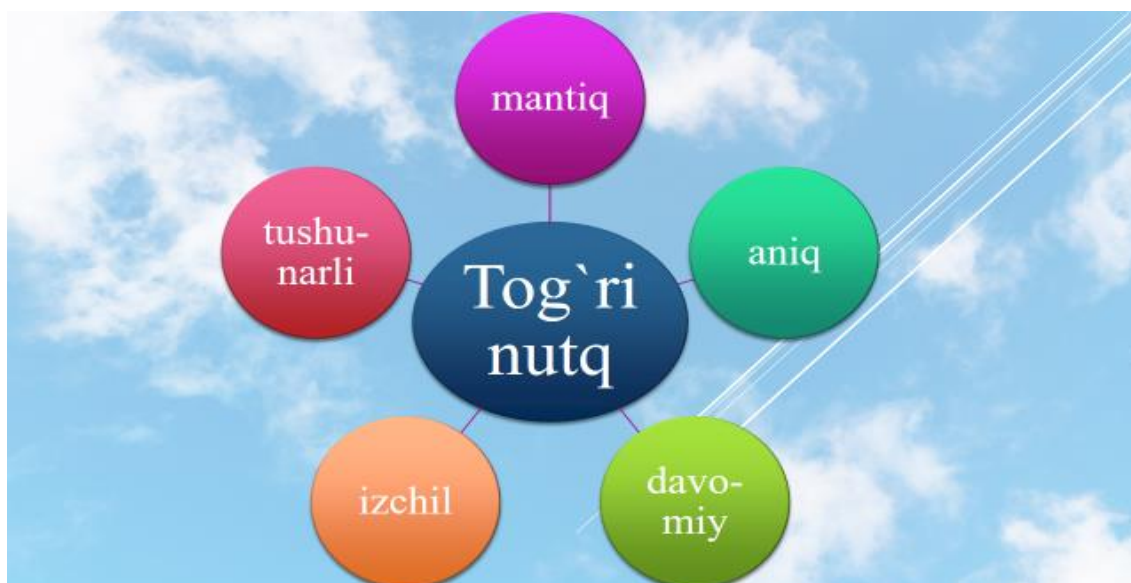 mantiq
tushu-
narli
aniq
Tog`ri
nutq
izchil
davo-
miy